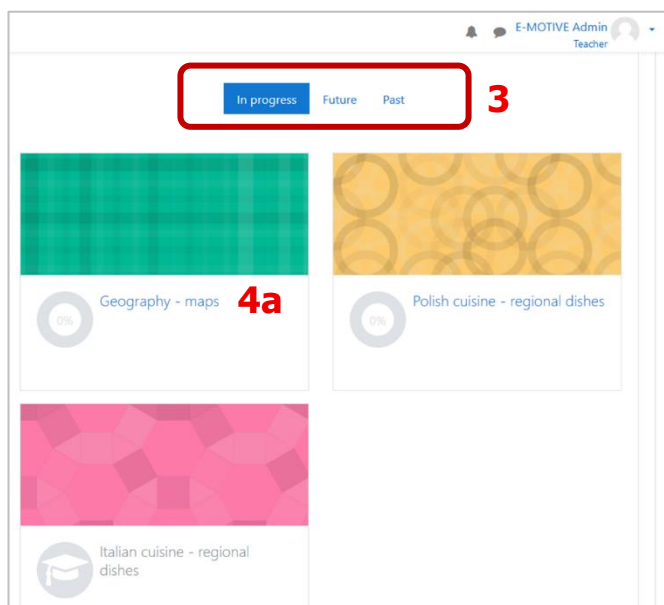 E-MOTIVE Admin
Teacher
In progress Future Past
3
Geography - maps
4a
0%
Polish cuisine - regional dishes
0%
Italian cuisine - regional
dishes